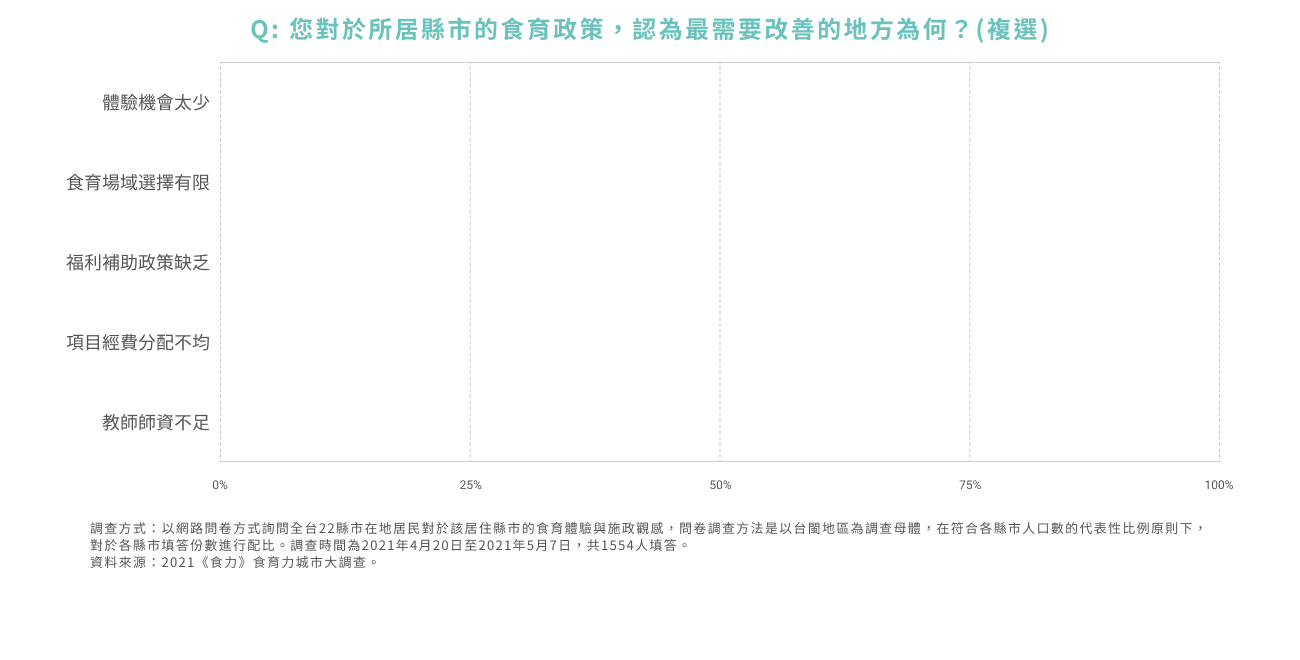 Q: 您對於所居縣市的食育政策，認為最需要改善的地方為何？(複選)
體驗機會太少
食育場域選擇有限
福利補助政策缺乏
項目經費分配不均
教師師資不足
0% 25% 50% 75% 100%
調查方式：以網路問卷方式詢問全台22縣市在地居民對於該居住縣市的食育體驗與施政觀感，問卷調查方法是以台閩地區為調查母體，在符合各縣市人口數的代表性比例原則下，
對於各縣市填答份數進行配比。調查時間為2021年4月20日至2021年5月7日，共1554人填答。
資料來源：2021《食力》食育力城市大調查。